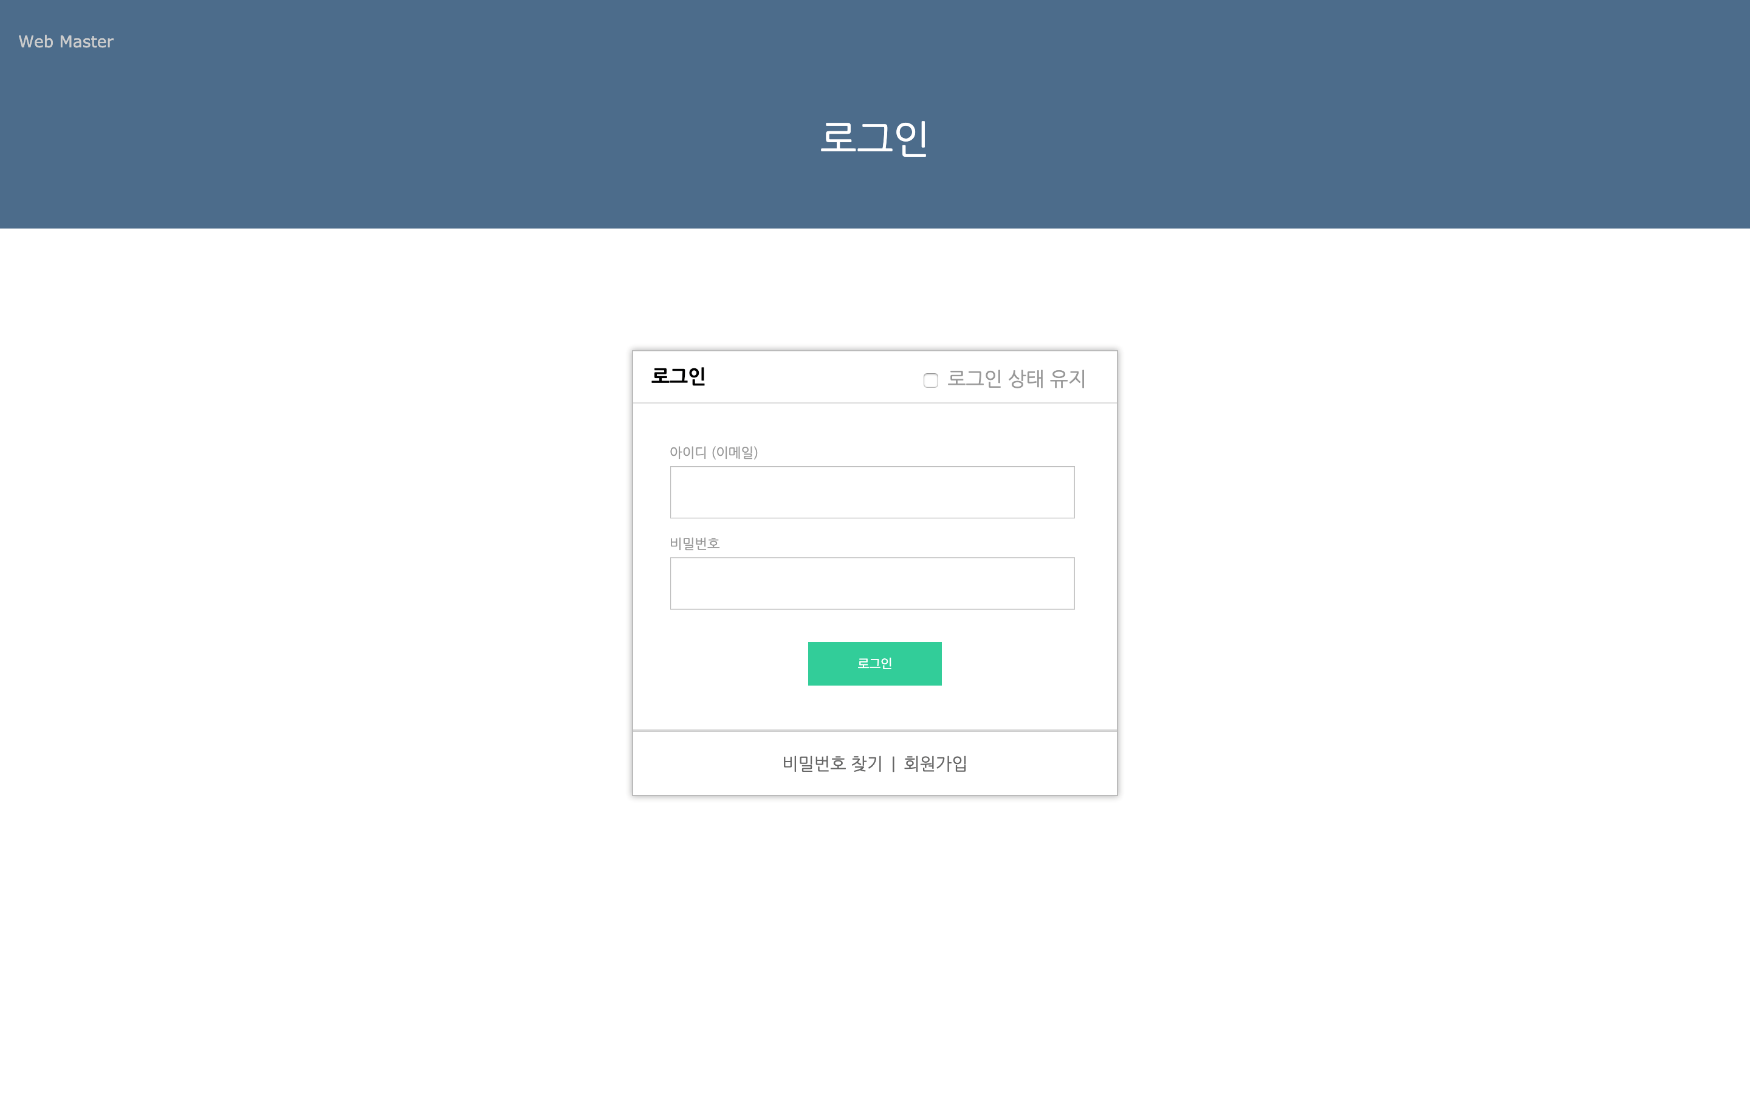 Web Master
로그인
로그인 로그인 상태 유지
아이디 (이메일)
비밀번호
로그인
비밀번호 찾기 | 회원가입